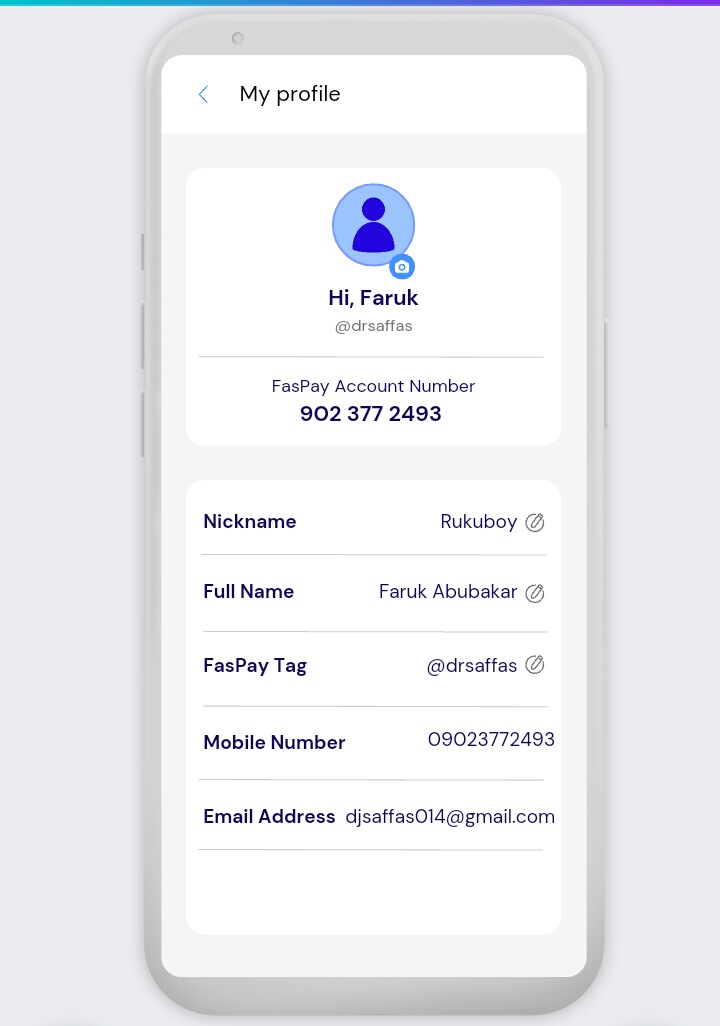 My profile
Hi, Faruk
@drsaffas
FasPay Account Number
902 377 2493
Nickname Rukuboy
Full Name Faruk Abubakar
FasPay Tag @drsaffas
Mobile Number 09023772493
Email Address djsaffas014@gmail.com